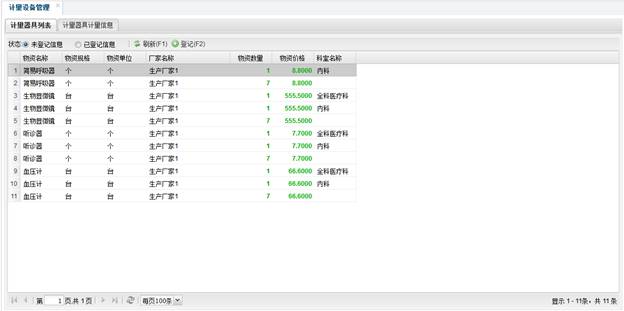 计量设备管理
计量器具列表 计量器具计量信息
状态 未登记信息 已登记信息 刷新(F1) 登记(F2)
物资名称 物资规格 物资单位 厂家名称 物资数量 物资价格 科室名称
1 简易呼吸器 个 个 生产厂家1 1 8.8000 内科
2 简易呼吸器 个 个 生产厂家1 7 8.8000
3 生物显微镜 台 台 生产厂家1 1 555.5000 全科医疗科
4 生物显微镜 台 台 生产厂家1 1 555.5000 内科
5 生物显微镜 台 台 生产厂家1 7 555.5000
6 听诊器 个 个 生产厂家1 1 7.7000 全科医疗科
7 听诊器 个 个 生产厂家1 1 7.7000 内科
8 听诊器 个 个 生产厂家1 7 7.7000
9 血压计 台 台 生产厂家1 1 66.6000 全科医疗科
10 血压计 台 台 生产厂家1 1 66.6000 内科
11 血压计 台 台 生产厂家1 7 66.6000
第 1 页,共 1 页 每页100条 显示 1 - 11条，共 11 条